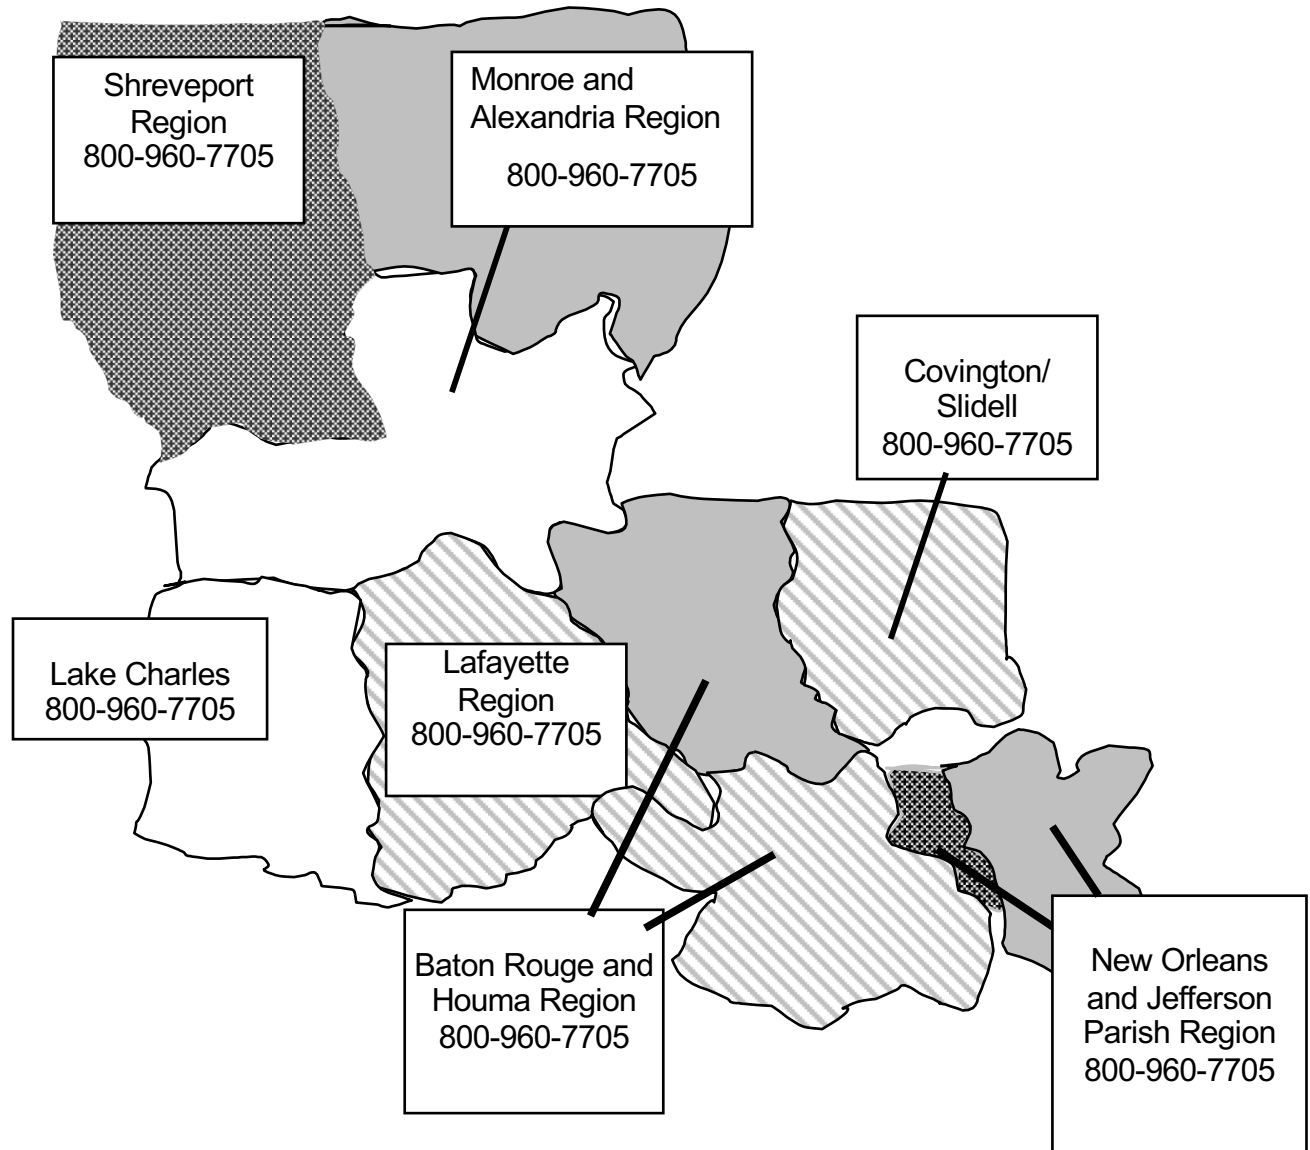 Shreveport
Region
800-960-7705
Monroe and
Alexandria Region
800-960-7705
Covington/
Slidell
800-960-7705
Lake Charles
800-960-7705
Lafayette
Region
800-960-7705
Baton Rouge and
Houma Region
800-960-7705
New Orleans
and Jefferson
Parish Region
800-960-7705